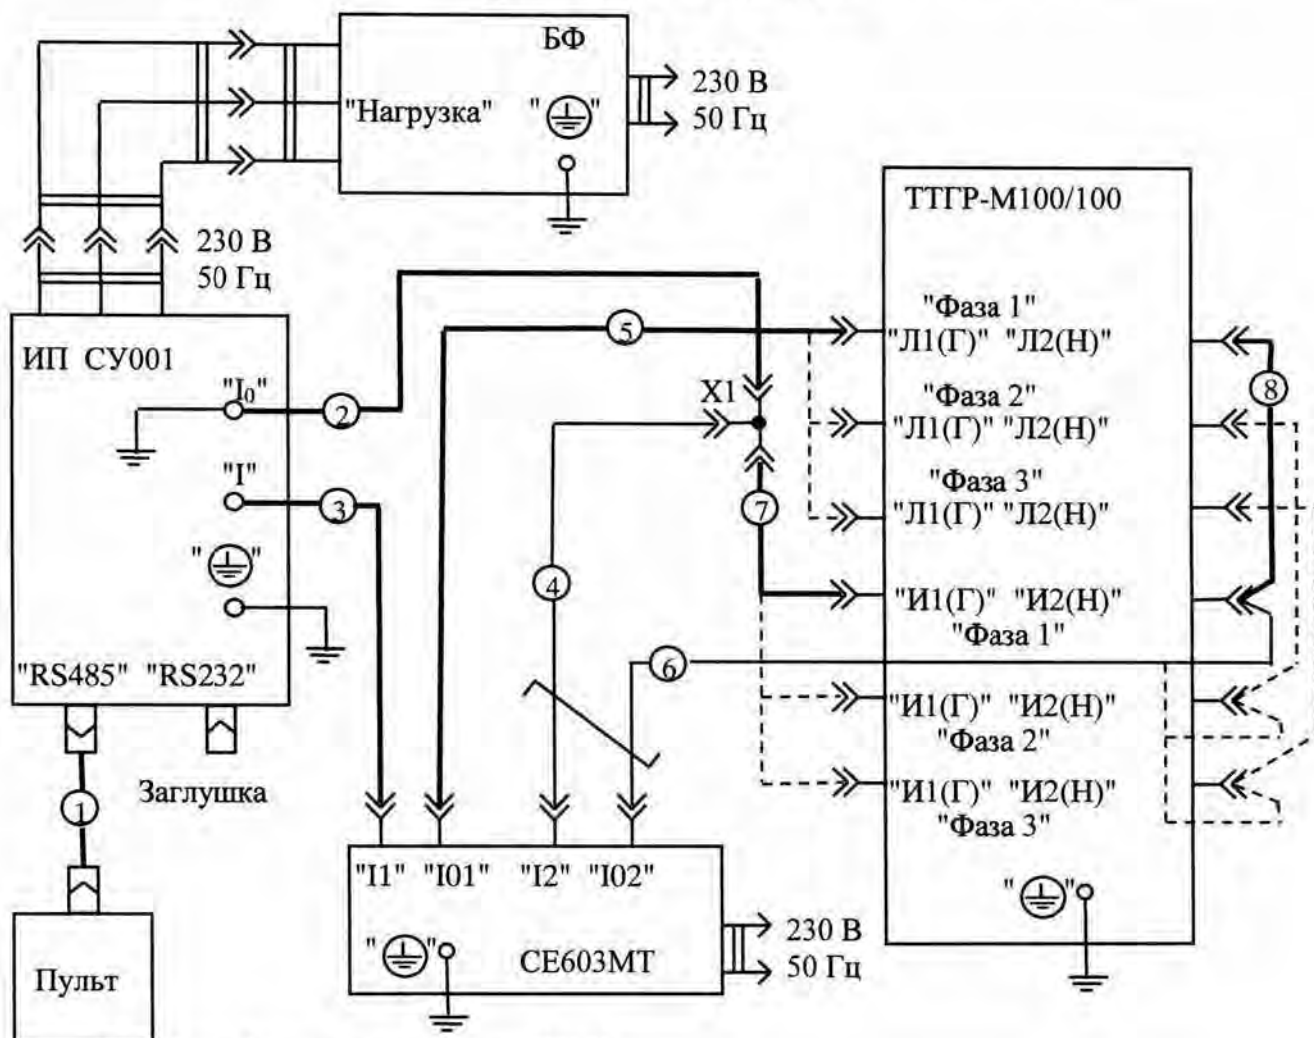 БФ
"Нагрузка"
"⏚"
230 В
50 Гц
230 В
50 Гц
ИП СУ001
"I₀"
2
"I"
3
"⏚"
"RS485" "RS232"
Заглушка
1
Пульт
5
X1
7
4
6
8
ТТГР-М100/100
"Фаза 1"
"Л1(Г)" "Л2(Н)"
"Фаза 2"
"Л1(Г)" "Л2(Н)"
"Фаза 3"
"Л1(Г)" "Л2(Н)"
"И1(Г)" "И2(Н)"
"Фаза 1"
"И1(Г)" "И2(Н)"
"Фаза 2"
"И1(Г)" "И2(Н)"
"Фаза 3"
"⏚"
"I1" "I01" "I2" "I02"
"⏚"
СЕ603МТ
230 В
50 Гц